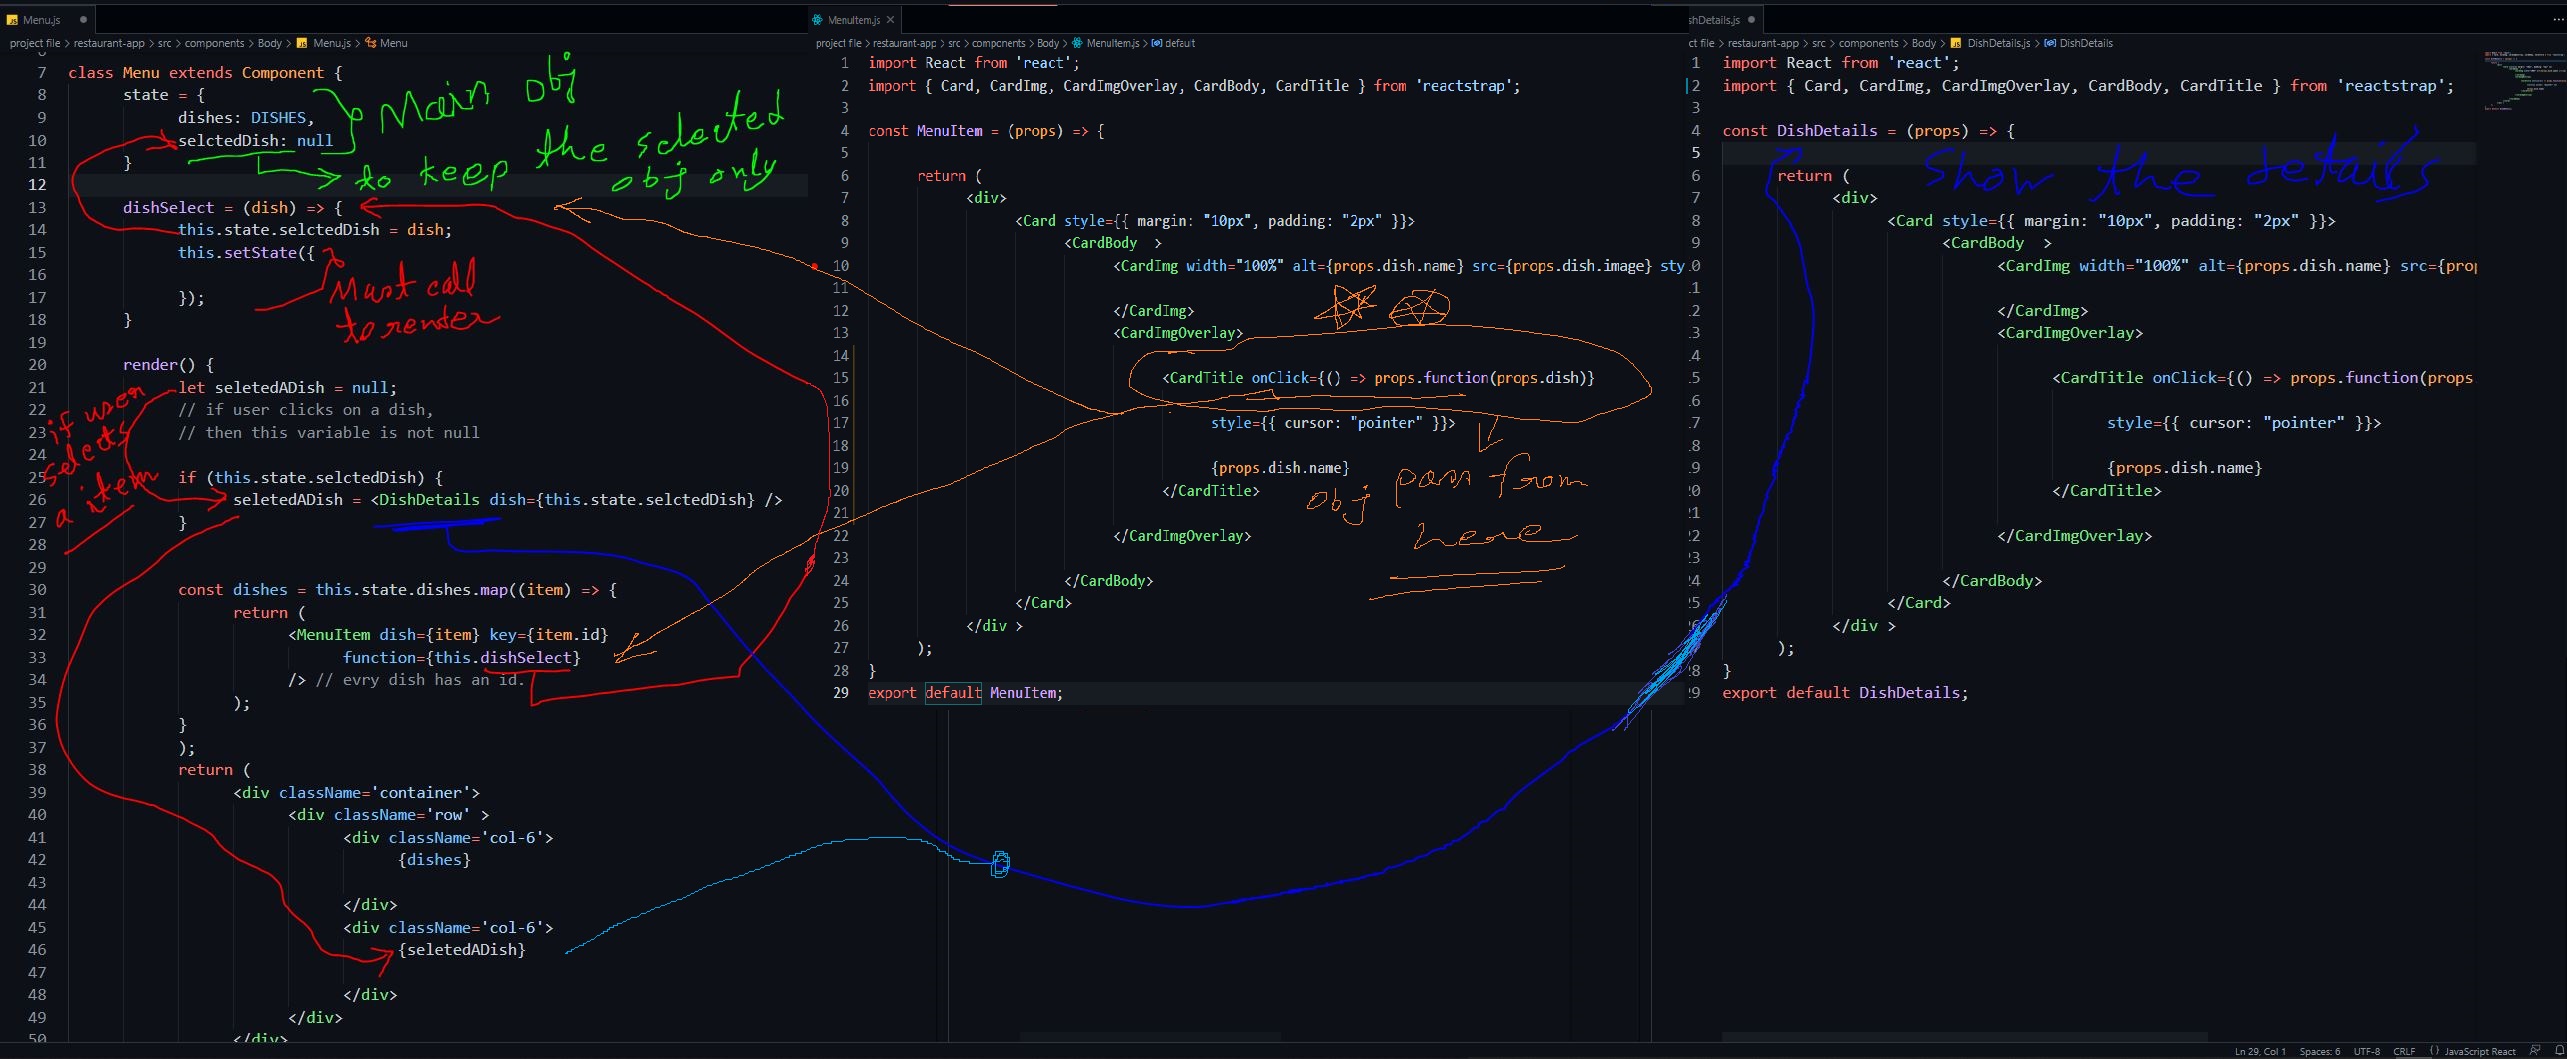 Menu.js
project file > restaurant-app > src > components > Body > Menu.js > Menu
6
7 class Menu extends Component {
8 state = {
9 dishes: DISHES,
10 selctedDish: null
11 }
12
13 dishSelect = (dish) => {
14 this.state.selctedDish = dish;
15 this.setState({
16
17 });
18 }
19
20 render() {
21 let seletedADish = null;
22 // if user clicks on a dish,
23 // then this variable is not null
24
25 if (this.state.selctedDish) {
26 seletedADish = <DishDetails dish={this.state.selctedDish} />
27 }
28
29
30 const dishes = this.state.dishes.map((item) => {
31 return (
32 <MenuItem dish={item} key={item.id}
33 function={this.dishSelect}
34 /> // evry dish has an id.
35 );
36 }
37 );
38 return (
39 <div className='container'>
40 <div className='row' >
41 <div className='col-6'>
42 {dishes}
43
44 </div>
45 <div className='col-6'>
46 {seletedADish}
47
48 </div>
49 </div>
50 </div>
Main obj
to keep the selected
obj only
Must call
to render
if user
selects
a item
MenuItem.js
project file > restaurant-app > src > components > Body > MenuItem.js > default
1 import React from 'react';
2 import { Card, CardImg, CardImgOverlay, CardBody, CardTitle } from 'reactstrap';
3
4 const MenuItem = (props) => {
5
6 return (
7 <div>
8 <Card style={{ margin: "10px", padding: "2px" }}>
9 <CardBody >
10 <CardImg width="100%" alt={props.dish.name} src={props.dish.image} sty
11
12 </CardImg>
13 <CardImgOverlay>
14
15 <CardTitle onClick={() => props.function(props.dish)}
16
17 style={{ cursor: "pointer" }}>
18
19 {props.dish.name}
20 </CardTitle>
21
22 </CardImgOverlay>
23
24 </CardBody>
25 </Card>
26 </div >
27 );
28 }
29 export default MenuItem;
obj pass from
here
shDetails.js
ct file > restaurant-app > src > components > Body > DishDetails.js > DishDetails
1 import React from 'react';
2 import { Card, CardImg, CardImgOverlay, CardBody, CardTitle } from 'reactstrap';
3
4 const DishDetails = (props) => {
5
6 return (
7 <div>
8 <Card style={{ margin: "10px", padding: "2px" }}>
9 <CardBody >
.0 <CardImg width="100%" alt={props.dish.name} src={prop
.1
.2 </CardImg>
.3 <CardImgOverlay>
.4
.5 <CardTitle onClick={() => props.function(props
.6
.7 style={{ cursor: "pointer" }}>
.8
.9 {props.dish.name}
20 </CardTitle>
21
22 </CardImgOverlay>
23
24 </CardBody>
25 </Card>
26 </div >
);
28 }
29 export default DishDetails;
Show the details
Ln 29, Col 1 Spaces: 6 UTF-8 CRLF {} JavaScript React